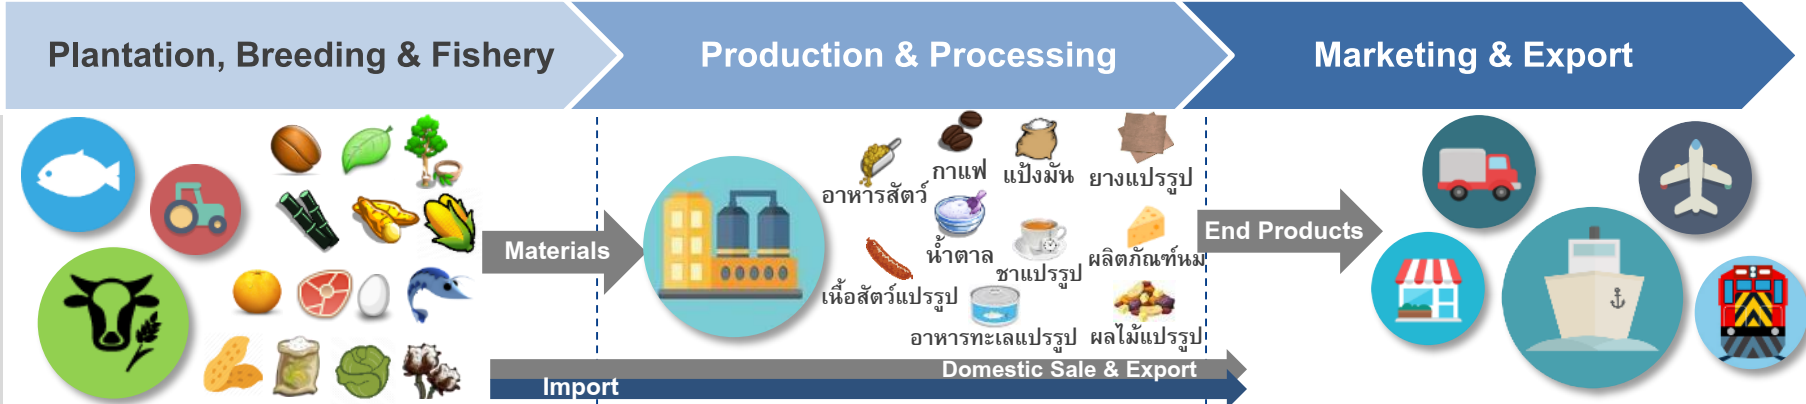 Plantation, Breeding & Fishery
Production & Processing
Marketing & Export
กาแฟ
แป้งมัน
ยางแปรรูป
อาหารสัตว์
Materials
น้ำตาล
ชาแปรรูป
ผลิตภัณฑ์นม
End Products
เนื้อสัตว์แปรรูป
อาหารทะเลแปรรูป
ผลไม้แปรรูป
Domestic Sale & Export
Import